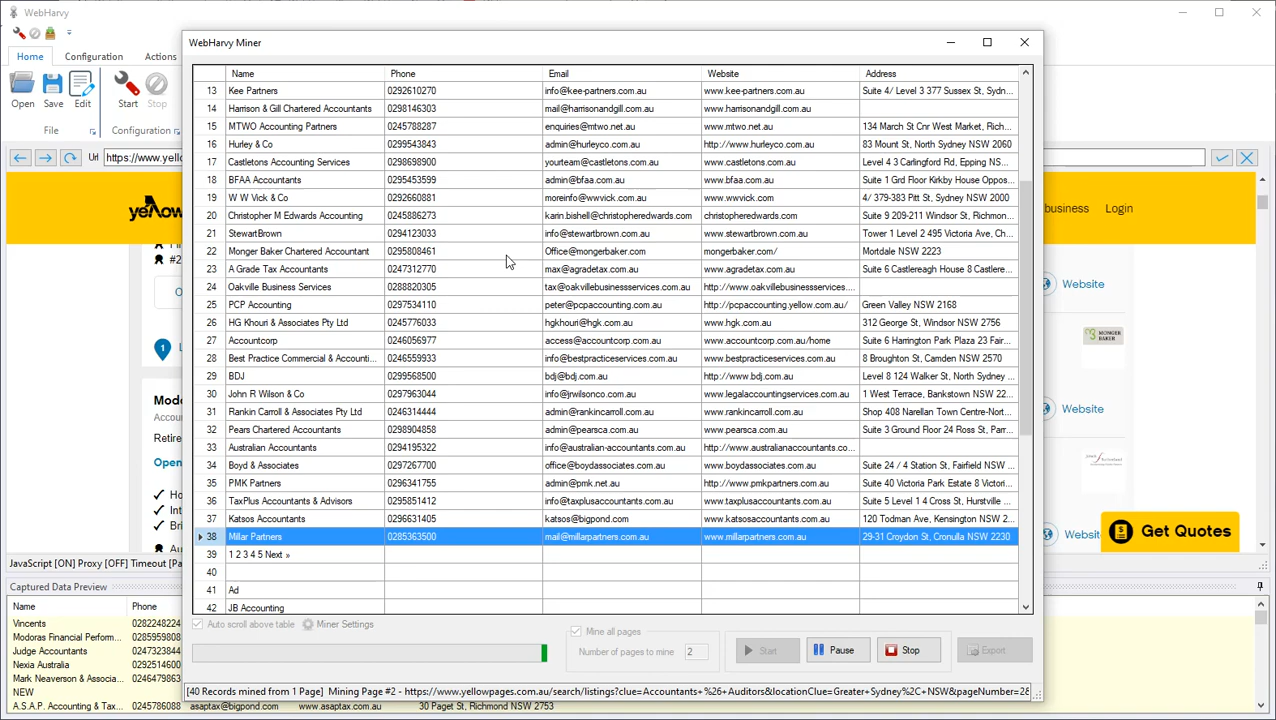 WebHarvy
Home Configuration Actions
Open Save Edit Start Stop
File Configuration
Url https://www.yello
yellow
business Login
#2
O
1
Modo
Accou
Retire
Open
Ho
Int
Bri
Website
MONGER BAKER
Website
Website
Get Quotes
JavaScript [ON] Proxy [OFF] Timeout [Pa
Captured Data Preview
Name Phone
Vincents 0282248224
Modoras Financial Perform... 0285959808
Judge Accountants 0247323844
Nexia Australia 0292514600
Mark Neaverson & Associa...
NEW
A.S.A.P. Accounting & Tax... 0245786088 asaptax@bigpond.com www.asaptax.com.au 30 Paget St, Richmond NSW 2753
WebHarvy Miner
Name Phone Email Website Address
13 Kee Partners 0292610270 info@kee-partners.com.au www.kee-partners.com.au Suite 4/ Level 3 377 Sussex St, Sydn...
14 Harrison & Gill Chartered Accountants 0298146303 mail@harrisonandgill.com.au www.harrisonandgill.com.au
15 MTWO Accounting Partners 0245788287 enquiries@mtwo.net.au www.mtwo.net.au 134 March St Cnr West Market, Rich...
16 Hurley & Co 0299543843 admin@hurleyco.com.au http://www.hurleyco.com.au 83 Mount St, North Sydney NSW 2060
17 Castletons Accounting Services 0298698900 yourteam@castletons.com.au www.castletons.com.au Level 4 3 Carlingford Rd, Epping NS...
18 BFAA Accountants 0295453599 admin@bfaa.com.au www.bfaa.com.au Suite 1 Grd Floor Kirkby House Oppos...
19 W W Vick & Co 0292660881 moreinfo@wwvick.com.au www.wwvick.com 4/ 379-383 Pitt St, Sydney NSW 2000
20 Christopher M Edwards Accounting 0245886273 karin.bishell@christopheredwards.com christopheredwards.com Suite 9 209-211 Windsor St, Richmon...
21 StewartBrown 0294123033 info@stewartbrown.com.au www.stewartbrown.com.au Tower 1 Level 2 495 Victoria Ave, Ch...
22 Monger Baker Chartered Accountant 0295808461 Office@mongerbaker.com mongerbaker.com/ Mortdale NSW 2223
23 A Grade Tax Accountants 0247312770 max@agradetax.com.au www.agradetax.com.au Suite 6 Castlereagh House 8 Castlere...
24 Oakville Business Services 0288820305 tax@oakvillebusinessservices.com.au http://www.oakvillebusinessservices....
25 PCP Accounting 0297534110 peter@pcpaccounting.com.au http://pcpaccounting.yellow.com.au/ Green Valley NSW 2168
26 HG Khouri & Associates Pty Ltd 0245776033 hgkhouri@hgk.com.au www.hgk.com.au 312 George St, Windsor NSW 2756
27 Accountcorp 0246056977 access@accountcorp.com.au www.accountcorp.com.au/home Suite 6 Harrington Park Plaza 23 Fair...
28 Best Practice Commercial & Accounti... 0246559933 info@bestpracticeservices.com.au www.bestpracticeservices.com.au 8 Broughton St, Camden NSW 2570
29 BDJ 0299568500 bdj@bdj.com.au http://www.bdj.com.au Level 8 124 Walker St, North Sydney ...
30 John R Wilson & Co 0297963044 info@jrwilsonco.com.au www.legalaccountingservices.com.au 1 West Terrace, Bankstown NSW 22...
31 Rankin Carroll & Associates Pty Ltd 0246314444 admin@rankincarroll.com.au www.rankincarroll.com.au Shop 408 Narellan Town Centre-Nort...
32 Pears Chartered Accountants 0298904858 admin@pearsca.com.au www.pearsca.com.au Suite 3 Ground Floor 24 Ross St, Parr...
33 Australian Accountants 0294195322 info@australian-accountants.com.au http://www.australianaccountants.co...
34 Boyd & Associates 0297267700 office@boydassociates.com.au www.boydassociates.com.au Suite 24 / 4 Station St, Fairfield NSW ...
35 PMK Partners 0296341755 admin@pmk.net.au www.pmkpartners.com.au Suite 40 Victoria Park Estate 8 Victori...
36 TaxPlus Accountants & Advisors 0295851412 info@taxplusaccountants.com.au www.taxplusaccountants.com.au Suite 5 Level 1 4 Cross St, Hurstville ...
37 Katsos Accountants 0296631405 katsos@bigpond.com www.katsosaccountants.com.au 120 Todman Ave, Kensington NSW 2...
38 Millar Partners 0285363500 mail@millarpartners.com.au www.millarpartners.com.au 29-31 Croydon St, Cronulla NSW 2230
39 1 2 3 4 5 Next »
40
41 Ad
42 JB Accounting
Auto scroll above table Miner Settings
Mine all pages
Number of pages to mine 2
Start Pause Stop Export
[40 Records mined from 1 Page] Mining Page #2 - https://www.yellowpages.com.au/search/listings?clue=Accountants+%26+Auditors&locationClue=Greater+Sydney%2C+NSW&pageNumber=2&